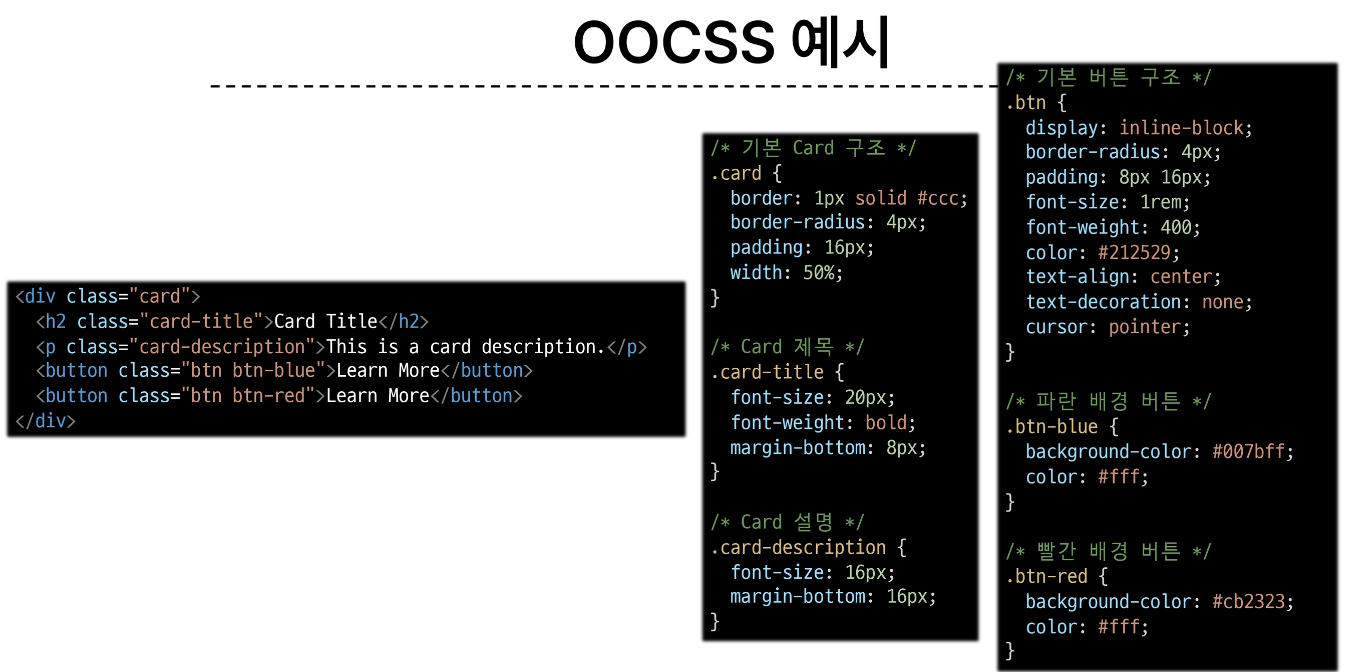 OOCSS 예시
<div class="card">
  <h2 class="card-title">Card Title</h2>
  <p class="card-description">This is a card description.</p>
  <button class="btn btn-blue">Learn More</button>
  <button class="btn btn-red">Learn More</button>
</div>
/* 기본 Card 구조 */
.card {
  border: 1px solid #ccc;
  border-radius: 4px;
  padding: 16px;
  width: 50%;
}
/* Card 제목 */
.card-title {
  font-size: 20px;
  font-weight: bold;
  margin-bottom: 8px;
}
/* Card 설명 */
.card-description {
  font-size: 16px;
  margin-bottom: 16px;
}
/* 기본 버튼 구조 */
.btn {
  display: inline-block;
  border-radius: 4px;
  padding: 8px 16px;
  font-size: 1rem;
  font-weight: 400;
  color: #212529;
  text-align: center;
  text-decoration: none;
  cursor: pointer;
}
/* 파란 배경 버튼 */
.btn-blue {
  background-color: #007bff;
  color: #fff;
}
/* 빨간 배경 버튼 */
.btn-red {
  background-color: #cb2323;
  color: #fff;
}